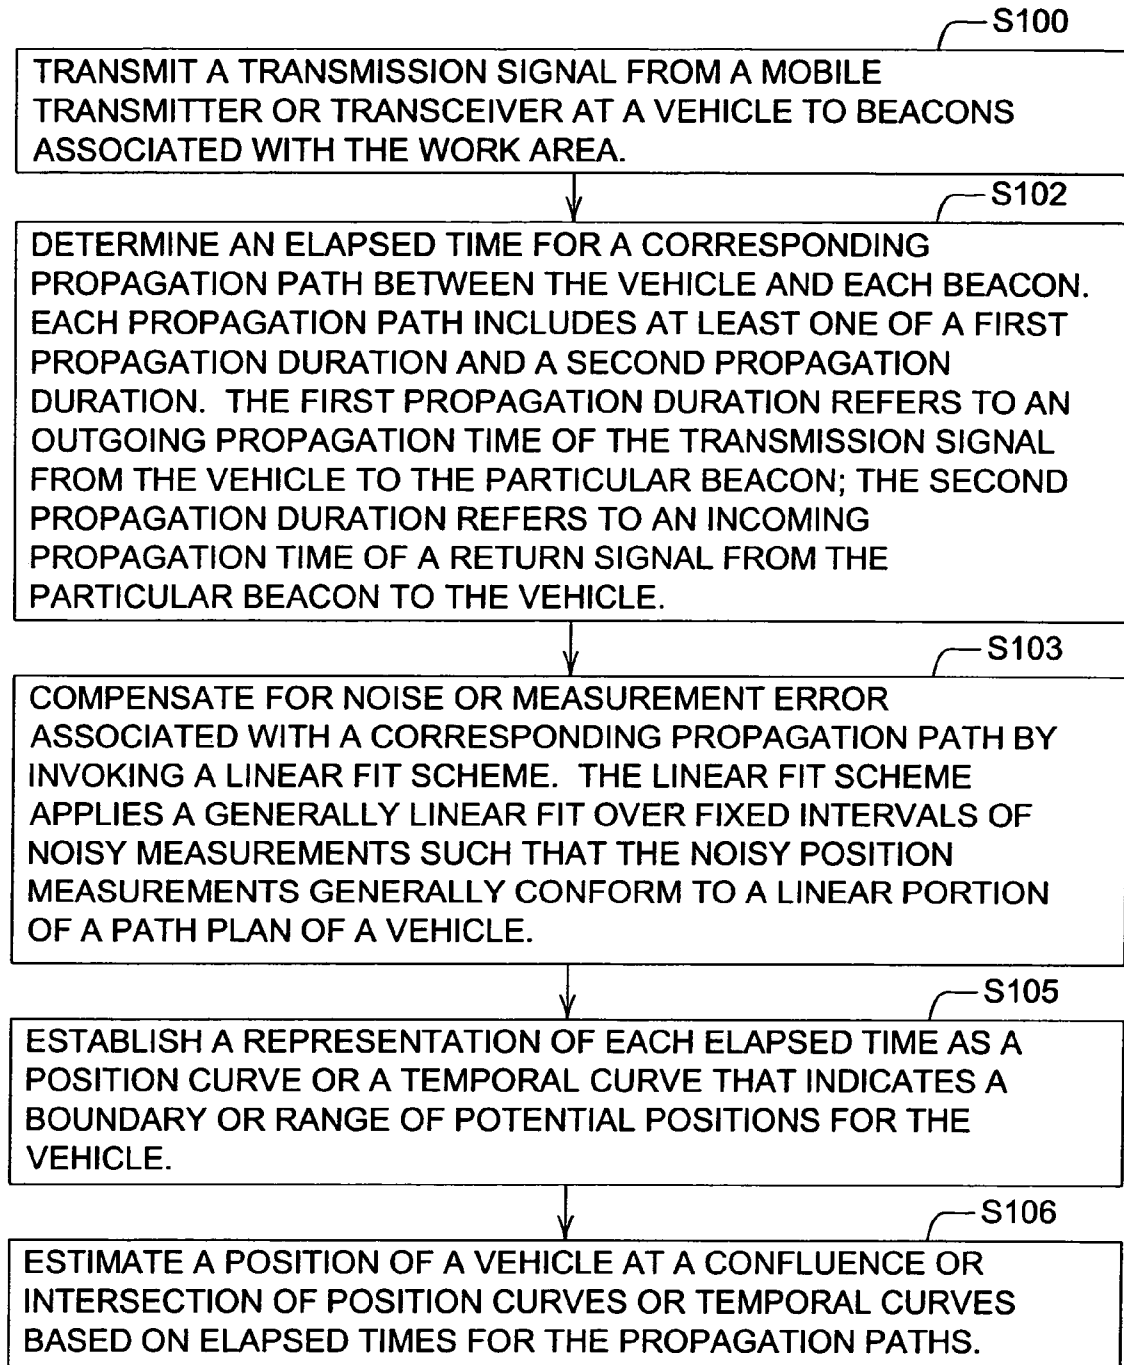 S100
TRANSMIT A TRANSMISSION SIGNAL FROM A MOBILE
TRANSMITTER OR TRANSCEIVER AT A VEHICLE TO BEACONS
ASSOCIATED WITH THE WORK AREA.
S102
DETERMINE AN ELAPSED TIME FOR A CORRESPONDING
PROPAGATION PATH BETWEEN THE VEHICLE AND EACH BEACON.
EACH PROPAGATION PATH INCLUDES AT LEAST ONE OF A FIRST
PROPAGATION DURATION AND A SECOND PROPAGATION
DURATION.  THE FIRST PROPAGATION DURATION REFERS TO AN
OUTGOING PROPAGATION TIME OF THE TRANSMISSION SIGNAL
FROM THE VEHICLE TO THE PARTICULAR BEACON; THE SECOND
PROPAGATION DURATION REFERS TO AN INCOMING
PROPAGATION TIME OF A RETURN SIGNAL FROM THE
PARTICULAR BEACON TO THE VEHICLE.
S103
COMPENSATE FOR NOISE OR MEASUREMENT ERROR
ASSOCIATED WITH A CORRESPONDING PROPAGATION PATH BY
INVOKING A LINEAR FIT SCHEME.  THE LINEAR FIT SCHEME
APPLIES A GENERALLY LINEAR FIT OVER FIXED INTERVALS OF
NOISY MEASUREMENTS SUCH THAT THE NOISY POSITION
MEASUREMENTS GENERALLY CONFORM TO A LINEAR PORTION
OF A PATH PLAN OF A VEHICLE.
S105
ESTABLISH A REPRESENTATION OF EACH ELAPSED TIME AS A
POSITION CURVE OR A TEMPORAL CURVE THAT INDICATES A
BOUNDARY OR RANGE OF POTENTIAL POSITIONS FOR THE
VEHICLE.
S106
ESTIMATE A POSITION OF A VEHICLE AT A CONFLUENCE OR
INTERSECTION OF POSITION CURVES OR TEMPORAL CURVES
BASED ON ELAPSED TIMES FOR THE PROPAGATION PATHS.